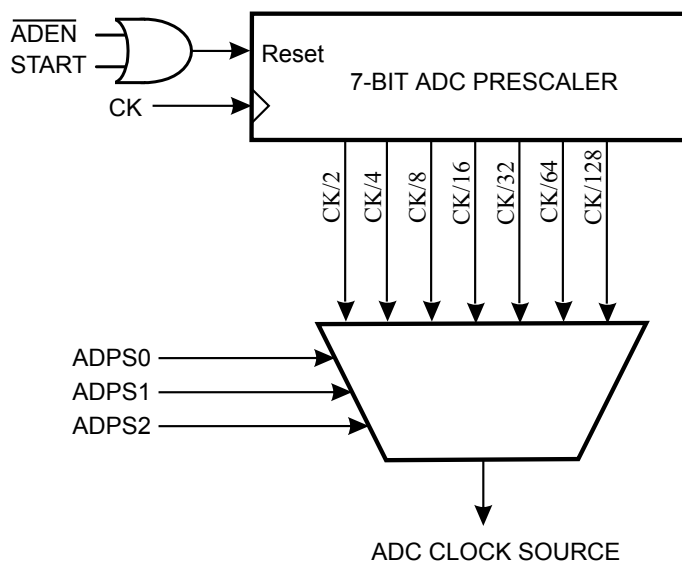 ADEN
START
Reset
7-BIT ADC PRESCALER
CK
CK/2
CK/4
CK/8
CK/16
CK/32
CK/64
CK/128
ADPS0
ADPS1
ADPS2
ADC CLOCK SOURCE